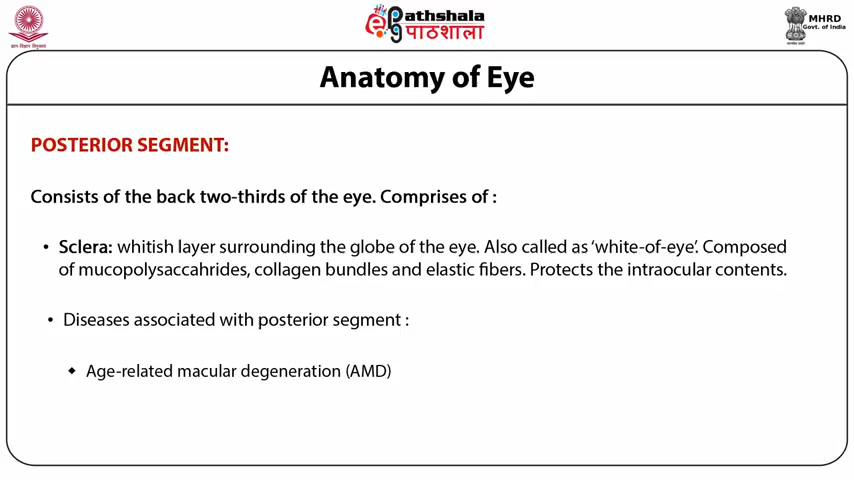 ज्ञान-विज्ञान विमुक्तये
ePathshala
पाठशाला
MHRD
Govt. of India
Anatomy of Eye
POSTERIOR SEGMENT:
Consists of the back two-thirds of the eye. Comprises of :
• Sclera: whitish layer surrounding the globe of the eye. Also called as ‘white-of-eye’. Composed
of mucopolysaccahrides, collagen bundles and elastic fibers. Protects the intraocular contents.
• Diseases associated with posterior segment :
◆ Age-related macular degeneration (AMD)